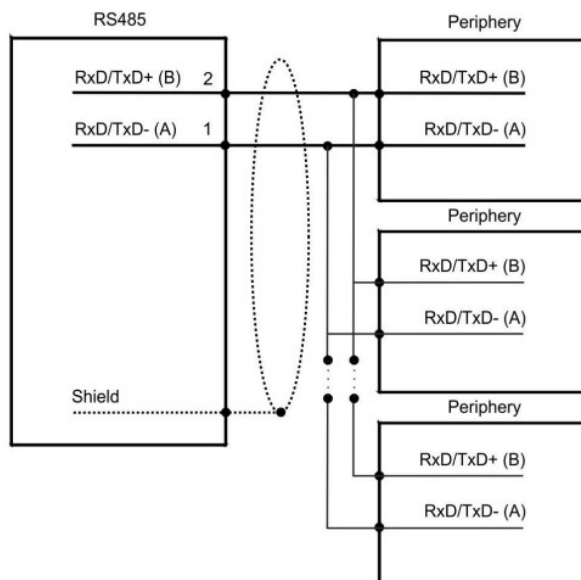 RS485
RxD/TxD+ (B) 2
RxD/TxD- (A) 1
Shield
Periphery
RxD/TxD+ (B)
RxD/TxD- (A)
Periphery
RxD/TxD+ (B)
RxD/TxD- (A)
Periphery
RxD/TxD+ (B)
RxD/TxD- (A)